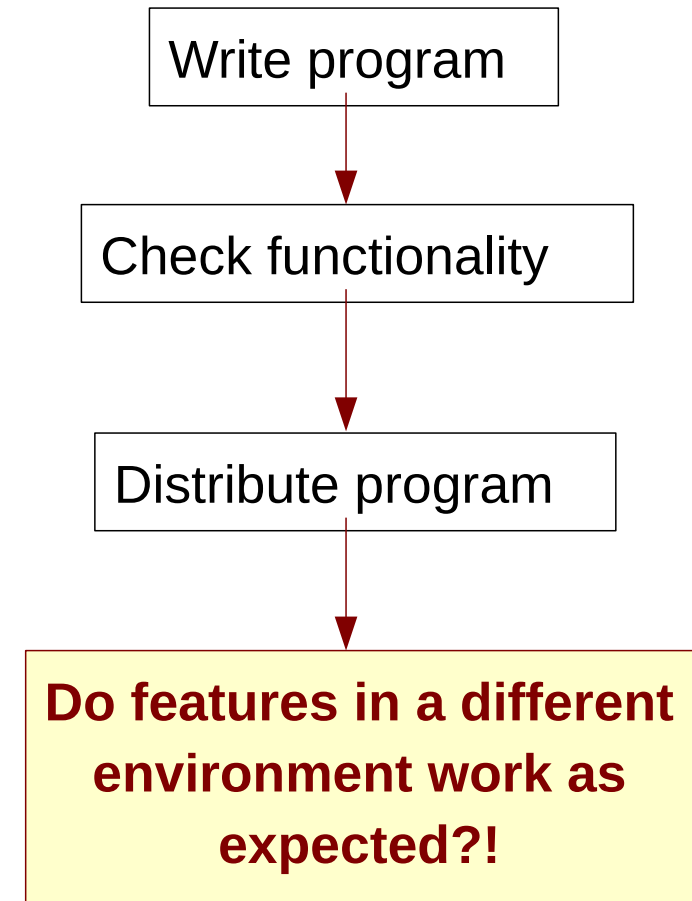 Write program
Check functionality
Distribute program
Do features in a different
environment work as
expected?!